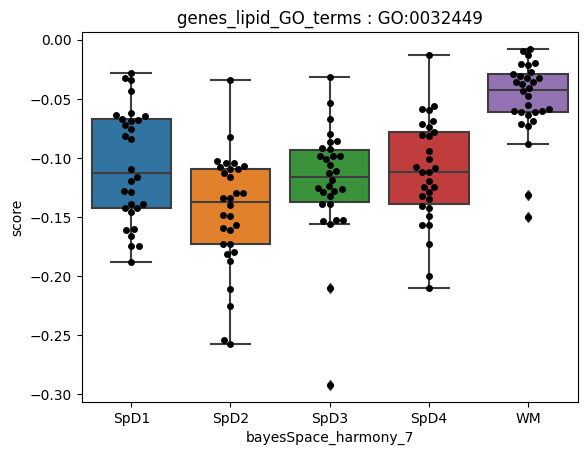 genes_lipid_GO_terms : GO:0032449
0.00
−0.05
−0.10
−0.15
−0.20
−0.25
−0.30
score
SpD1 SpD2 SpD3 SpD4 WM
bayesSpace_harmony_7